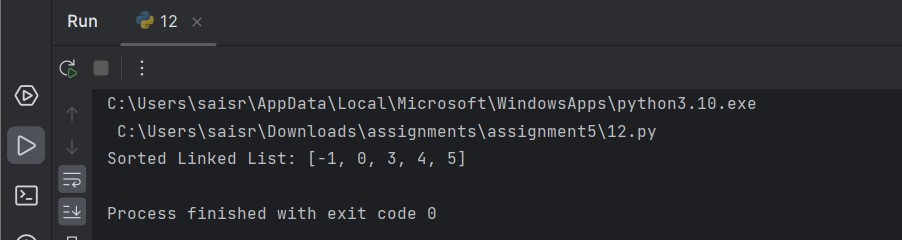 Run
12
C:\Users\saisr\AppData\Local\Microsoft\WindowsApps\python3.10.exe
C:\Users\saisr\Downloads\assignments\assignment5\12.py
Sorted Linked List: [-1, 0, 3, 4, 5]
Process finished with exit code 0